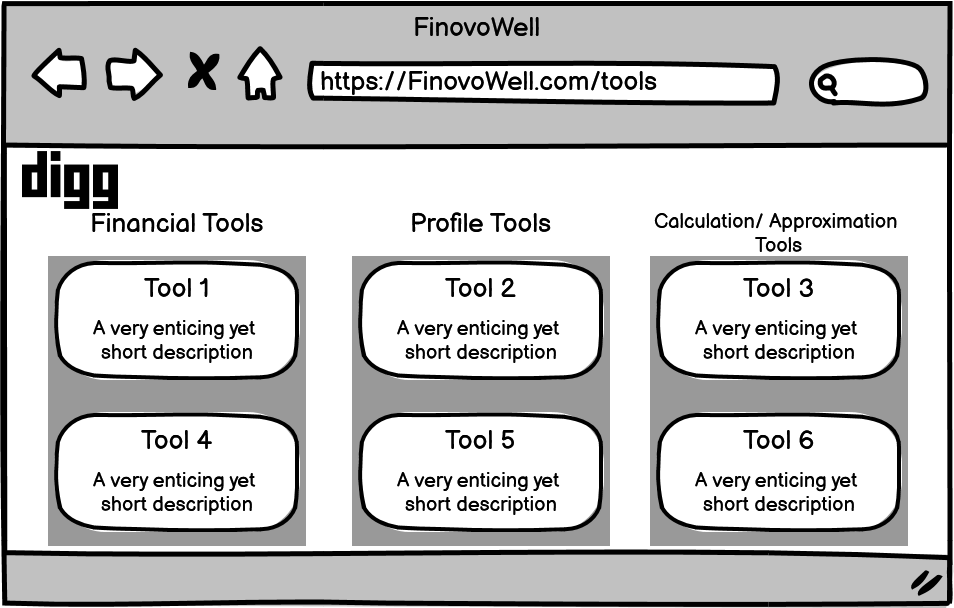 FinovoWell
https://FinovoWell.com/tools
digg
Financial Tools
Profile Tools
Calculation/ Approximation
Tools
Tool 1
A very enticing yet
short description
Tool 2
A very enticing yet
short description
Tool 3
A very enticing yet
short description
Tool 4
A very enticing yet
short description
Tool 5
A very enticing yet
short description
Tool 6
A very enticing yet
short description